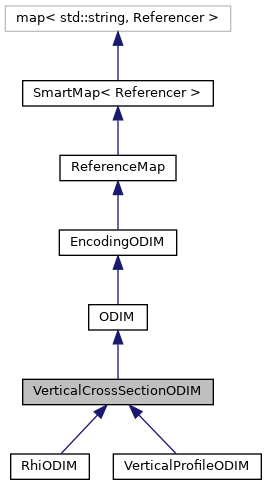 map< std::string, Referencer >
SmartMap< Referencer >
ReferenceMap
EncodingODIM
ODIM
VerticalCrossSectionODIM
RhiODIM
VerticalProfileODIM